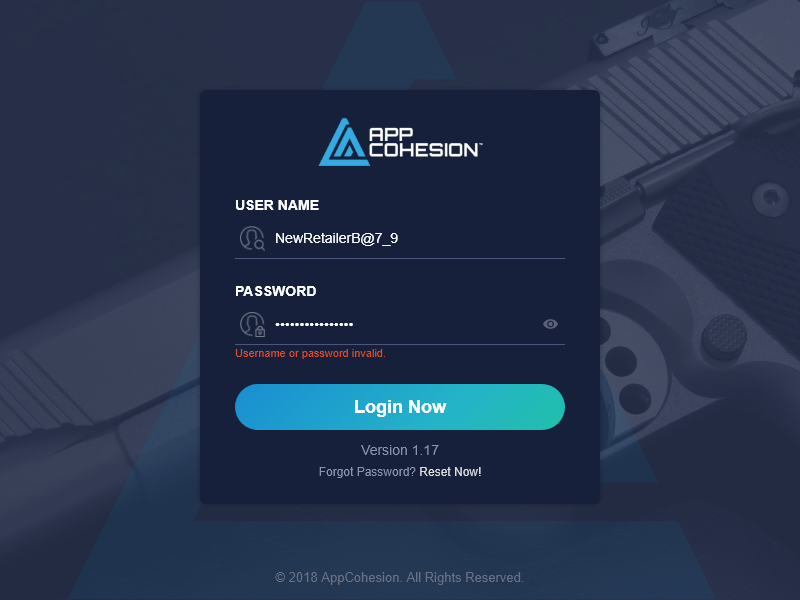 APP
COHESION™
USER NAME
NewRetailerB@7_9
PASSWORD
••••••••••••••••
Username or password invalid.
Login Now
Version 1.17
Forgot Password? Reset Now!
© 2018 AppCohesion. All Rights Reserved.